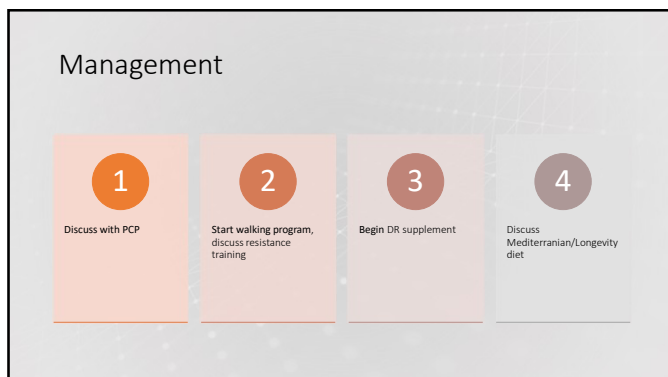 Management
1
Discuss with PCP
2
Start walking program,
discuss resistance
training
3
Begin DR supplement
4
Discuss
Mediterranian/Longevity
diet